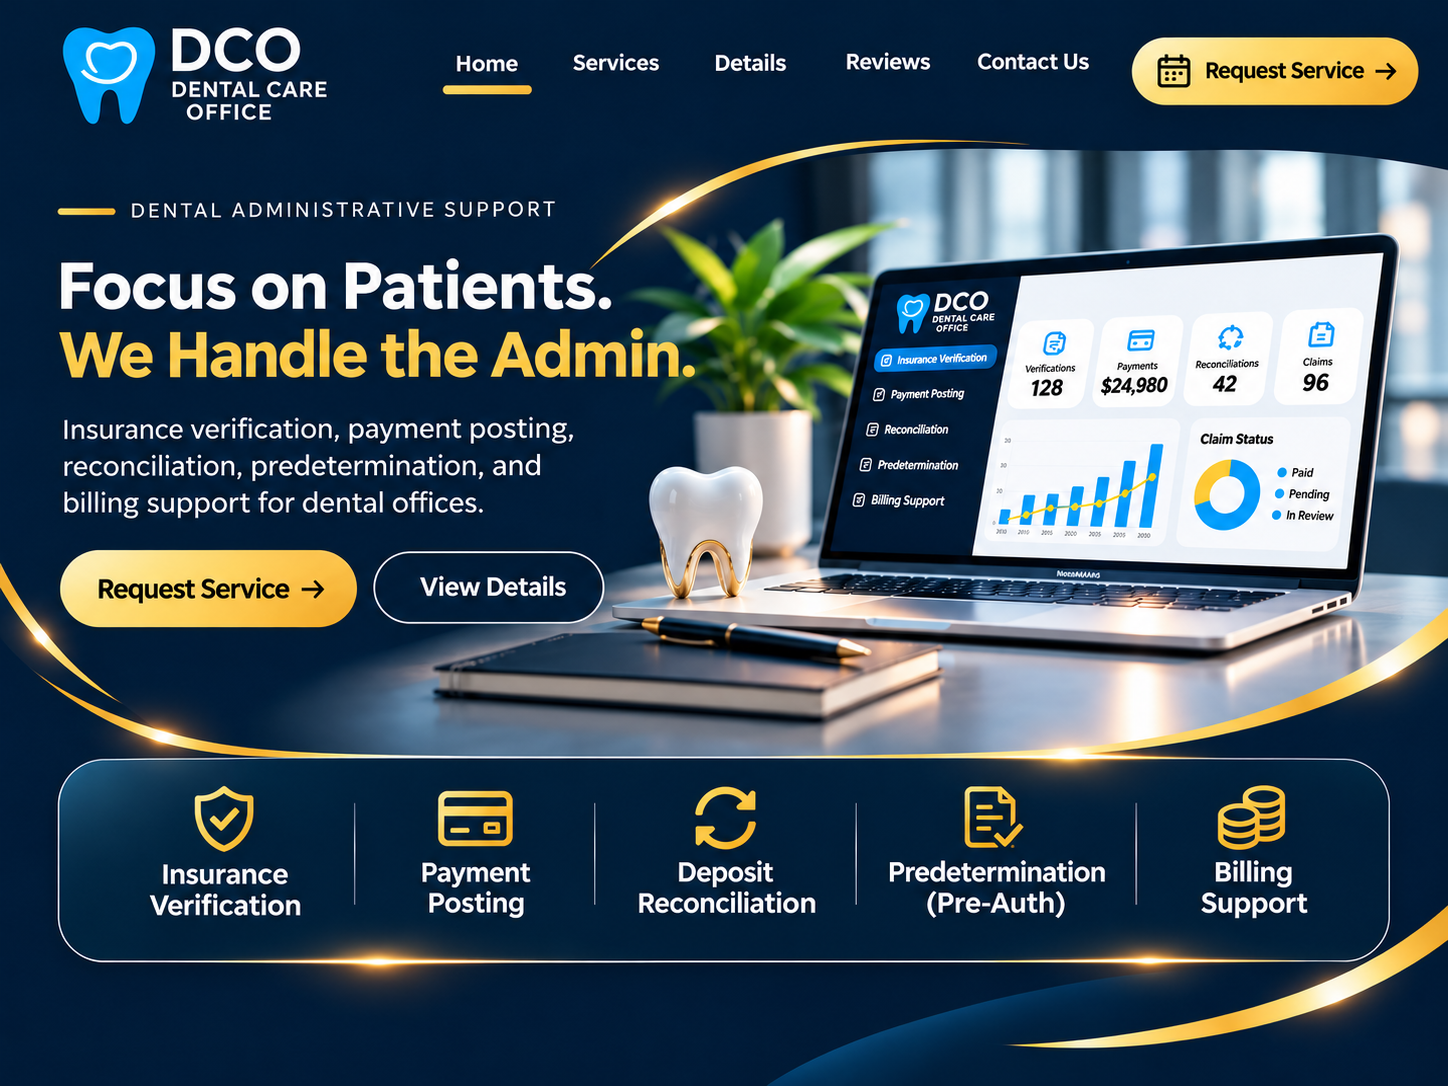 DCO
DENTAL CARE
OFFICE
Home
Services
Details
Reviews
Contact Us
Request Service
DENTAL ADMINISTRATIVE SUPPORT
Focus on Patients.
We Handle the Admin.
Insurance verification, payment posting,
reconciliation, predetermination, and
billing support for dental offices.
Request Service
View Details
DCO
DENTAL CARE
OFFICE
Insurance Verification
Payment Posting
Reconciliation
Predetermination
Billing Support
Verifications
128
Payments
$24,980
Reconciliations
42
Claims
96
Claim Status
Paid
Pending
In Review
Insurance
Verification
Payment
Posting
Deposit
Reconciliation
Predetermination
(Pre-Auth)
Billing
Support